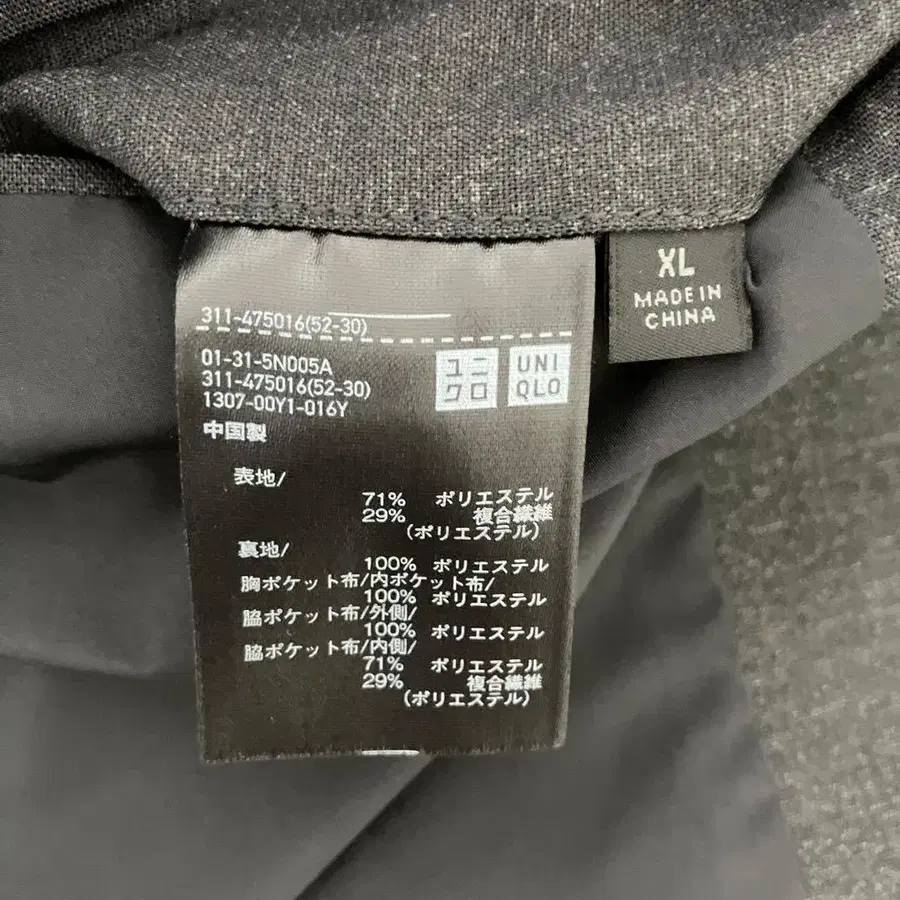 311-475016(52-30)
01-31-5N005A
311-475016(52-30)
1307-00Y1-016Y
中国製
ユニ
クロ
UNI
QLO
XL
MADE IN
CHINA
表地/
71% ポリエステル
29% 複合繊維
(ポリエステル)
裏地/
100% ポリエステル
胸ポケット布/内ポケット布/
100% ポリエステル
脇ポケット布/外側/
100% ポリエステル
脇ポケット布/内側/
71% ポリエステル
29% 複合繊維
(ポリエステル)